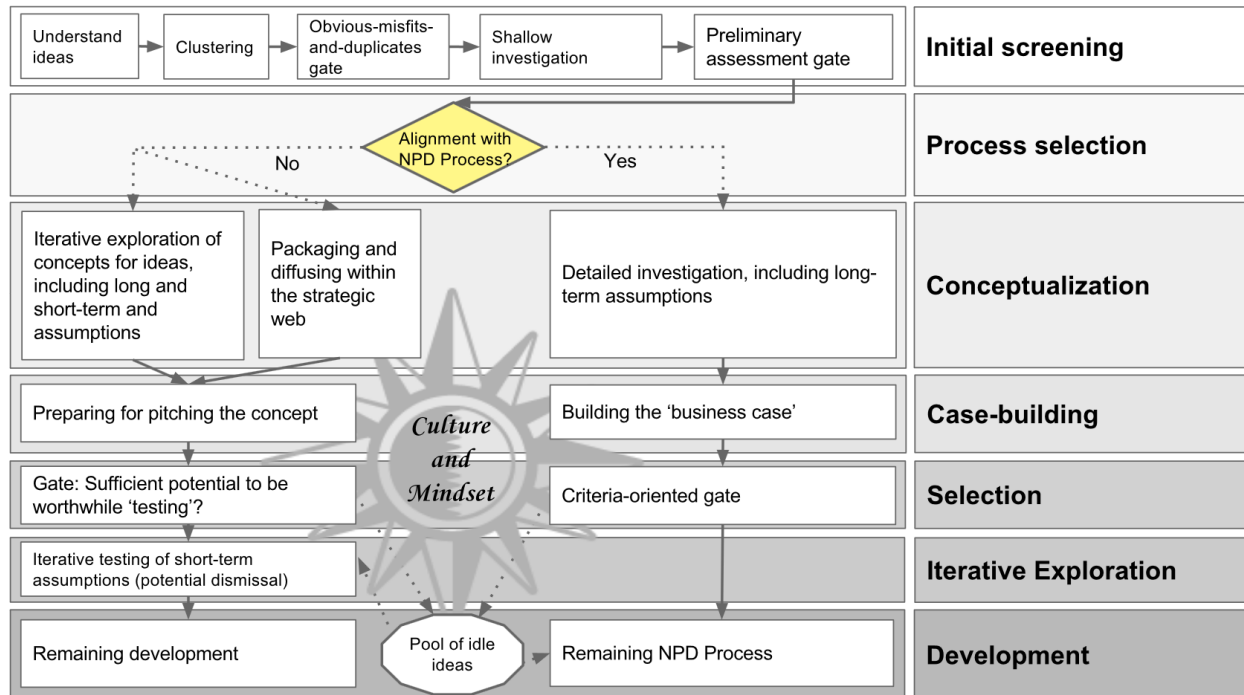 Understand
ideas
Clustering
Obvious-misfits-
and-duplicates
gate
Shallow
investigation
Preliminary
assessment gate
Initial screening
Alignment with
NPD Process?
No
Yes
Process selection
Iterative exploration of
concepts for ideas,
including long and
short-term and
assumptions
Packaging and
diffusing within
the strategic
web
Detailed investigation, including long-
term assumptions
Conceptualization
Preparing for pitching the concept
Culture
and
Mindset
Building the ‘business case’
Case-building
Gate: Sufficient potential to be
worthwhile ‘testing’?
Criteria-oriented gate
Selection
Iterative testing of short-term
assumptions (potential dismissal)
Iterative Exploration
Remaining development
Pool of idle
ideas
Remaining NPD Process
Development